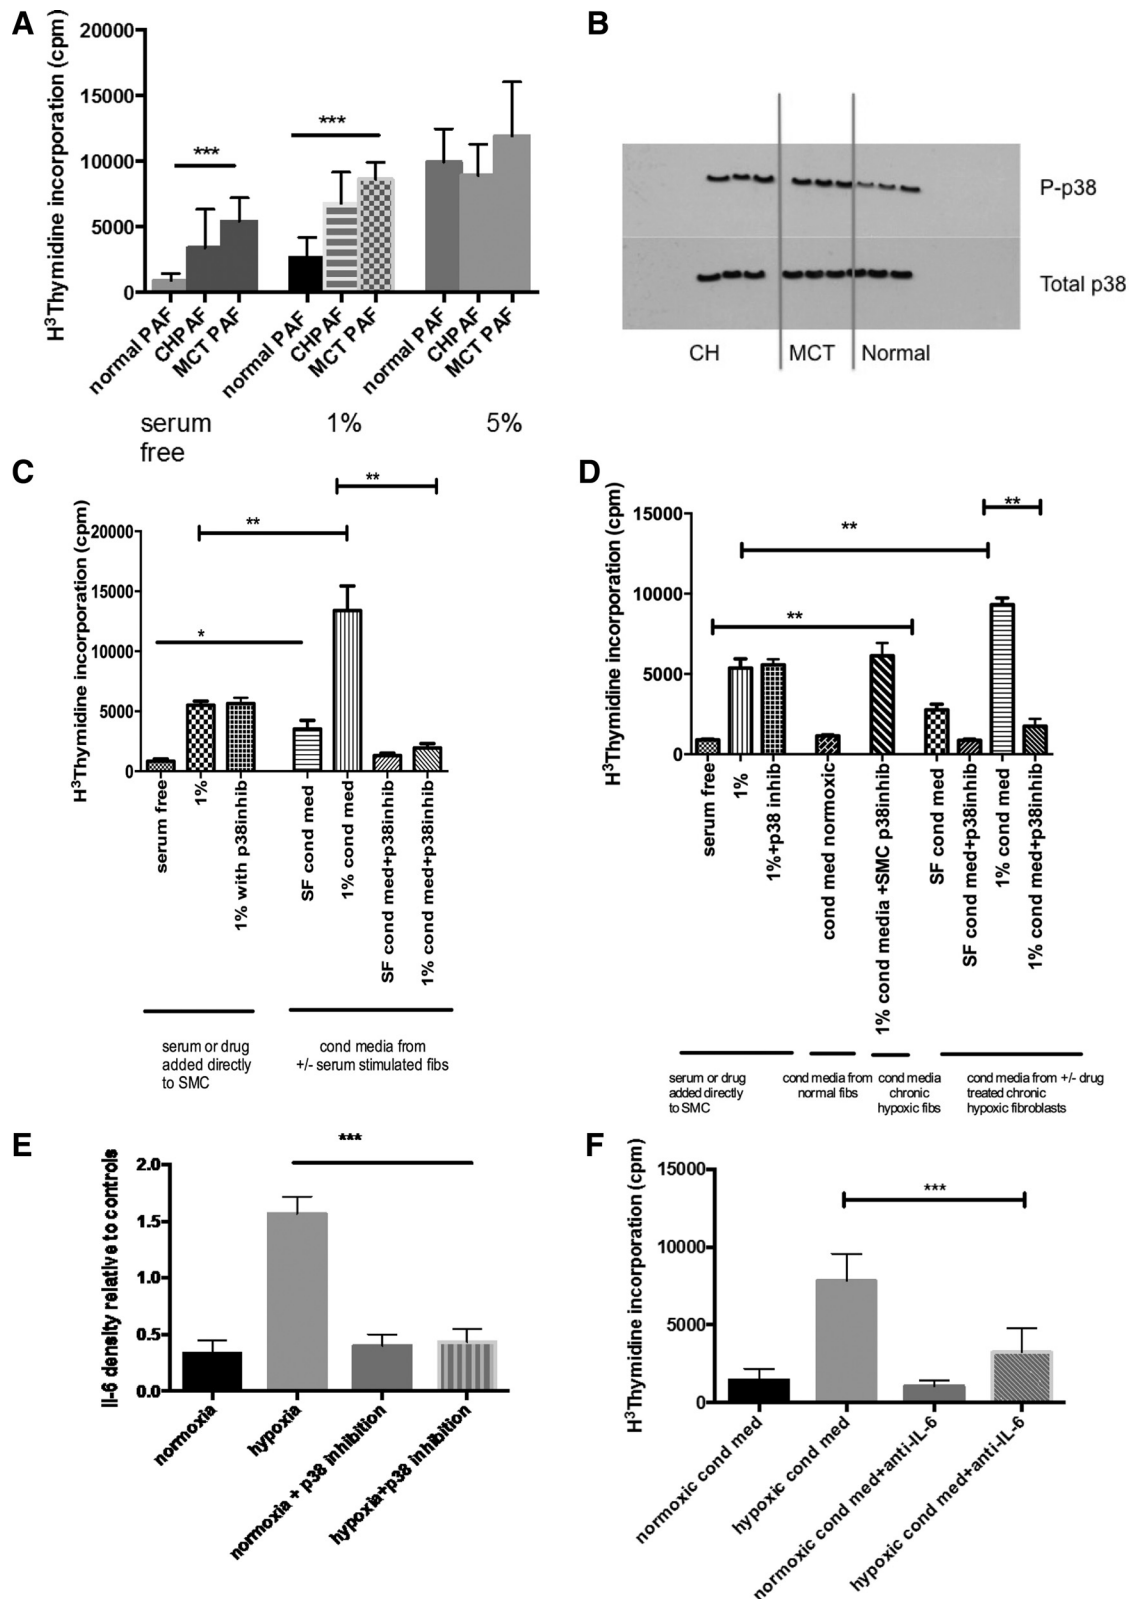 A
H³Thymidine incorporation (cpm)
20000
15000
10000
5000
0
***
***
normal PAF
CHPAF
MCT PAF
normal PAF
CHPAF
MCT PAF
normal PAF
CHPAF
MCT PAF
serum
free
1%
5%
B
P-p38
Total p38
CH
MCT
Normal
C
H³Thymidine incorporation (cpm)
20000
15000
10000
5000
0
*
**
**
serum free
1%
1% with p38inhib
SF cond med
1% cond med
SF cond med+p38inhib
1% cond med+p38inhib
serum or drug
added directly
to SMC
cond media from
+/- serum stimulated fibs
D
H³Thymidine incorporation (cpm)
15000
10000
5000
0
**
**
**
serum free
1%
1%+p38 inhib
cond med normoxic
1% cond media +SMC p38inhib
SF cond med
SF cond med+p38inhib
1% cond med
1% cond med+p38inhib
serum or drug
added directly
to SMC
cond media from
normal fibs
cond media
chronic
hypoxic fibs
cond media from +/- drug
treated chronic
hypoxic fibroblasts
E
Il-6 density relative to controls
2.0
1.5
1.0
0.5
0.0
***
normoxia
hypoxia
normoxia + p38 inhibition
hypoxia+p38 inhibition
F
H³Thymidine incorporation (cpm)
15000
10000
5000
0
***
normoxic cond med
hypoxic cond med
normoxic cond med+anti-IL-6
hypoxic cond med+anti-IL-6